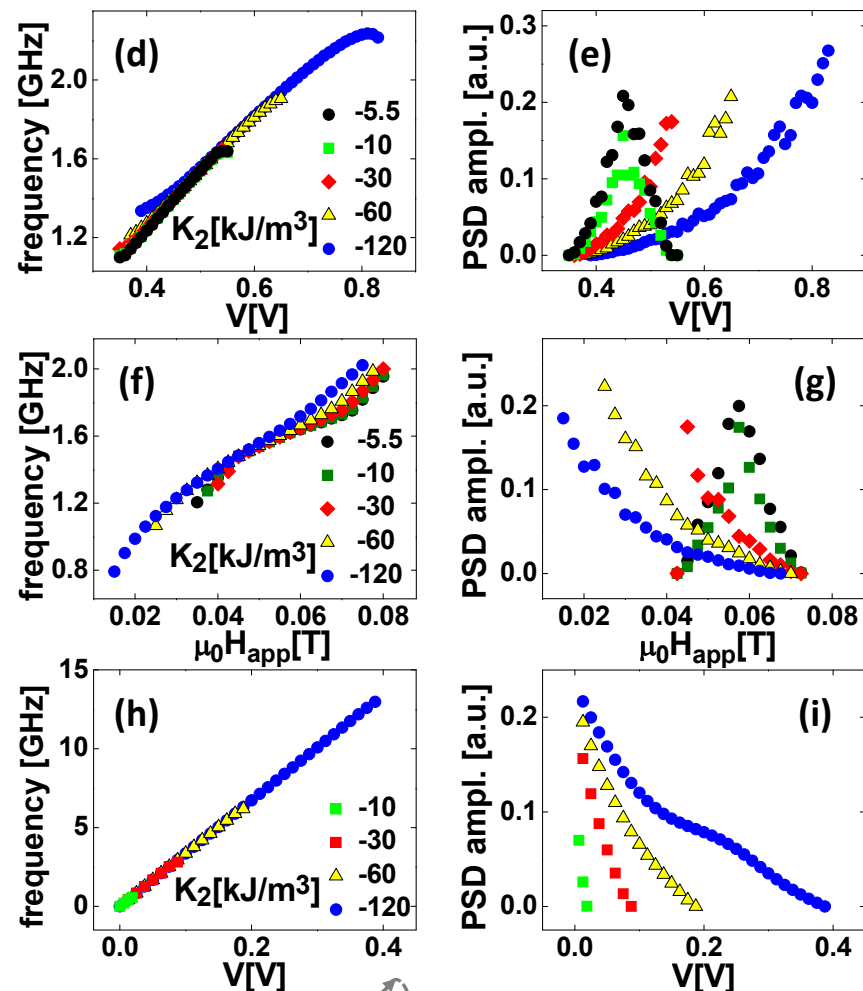 (d)
frequency [GHz]
2.2
1.8
1.4
1.2
-5.5
-10
-30
-60
-120
K2[kJ/m3]
0.4 0.6 0.8
V[V]
(e)
PSD ampl. [a.u.]
0.3
0.2
0.1
0.0
0.4 0.6 0.8
V[V]
(f)
frequency [GHz]
2.0
1.6
1.2
0.8
-5.5
-10
-30
-60
-120
K2[kJ/m3]
0.02 0.04 0.06 0.08
μ0Happ[T]
(g)
PSD ampl. [a.u.]
0.2
0.1
0.0
0.02 0.04 0.06 0.08
μ0Happ[T]
(h)
frequency [GHz]
15
10
5
0
-10
-30
-60
-120
K2[kJ/m3]
0.0 0.2 0.4
V[V]
(i)
PSD ampl. [a.u.]
0.2
0.1
0.0
0.0 0.2 0.4
V[V]